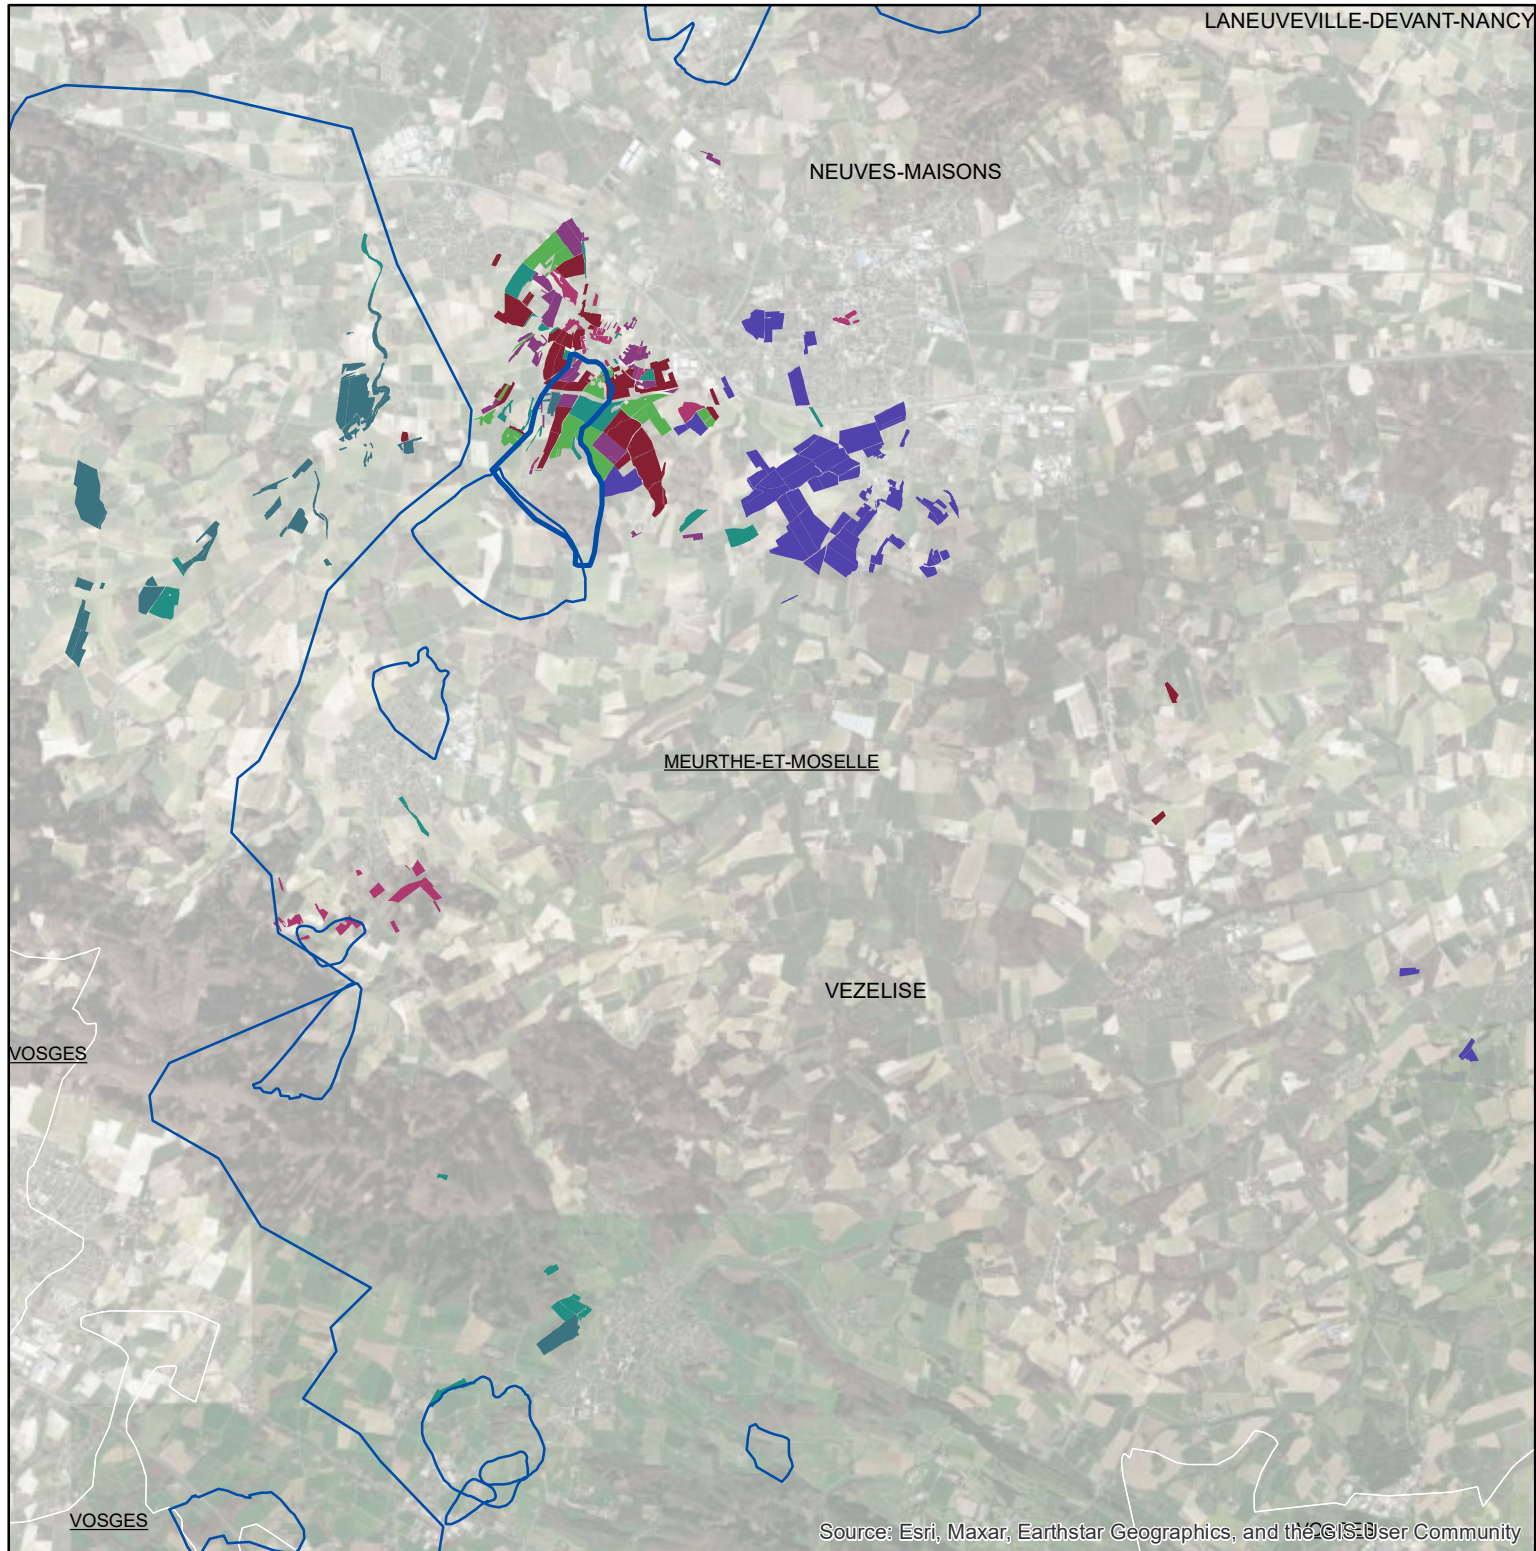 LANEUVEVILLE-DEVANT-NANCY
NEUVES-MAISONS
MEURTHE-ET-MOSELLE
VEZELISE
VOSGES
VOSGES
VOSGES
Source: Esri, Maxar, Earthstar Geographics, and the GIS User Community